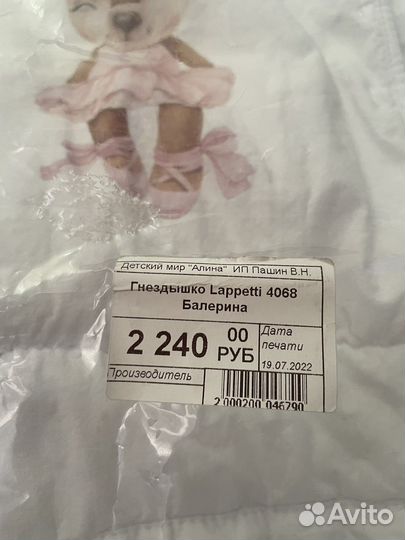 Детский мир "Алина" ИП Пашин В.Н.
Гнездышко Lappetti 4068
Балерина
2 240 00 РУБ
Дата печати
19.07.2022
Производитель
2 000200 046790
Avito